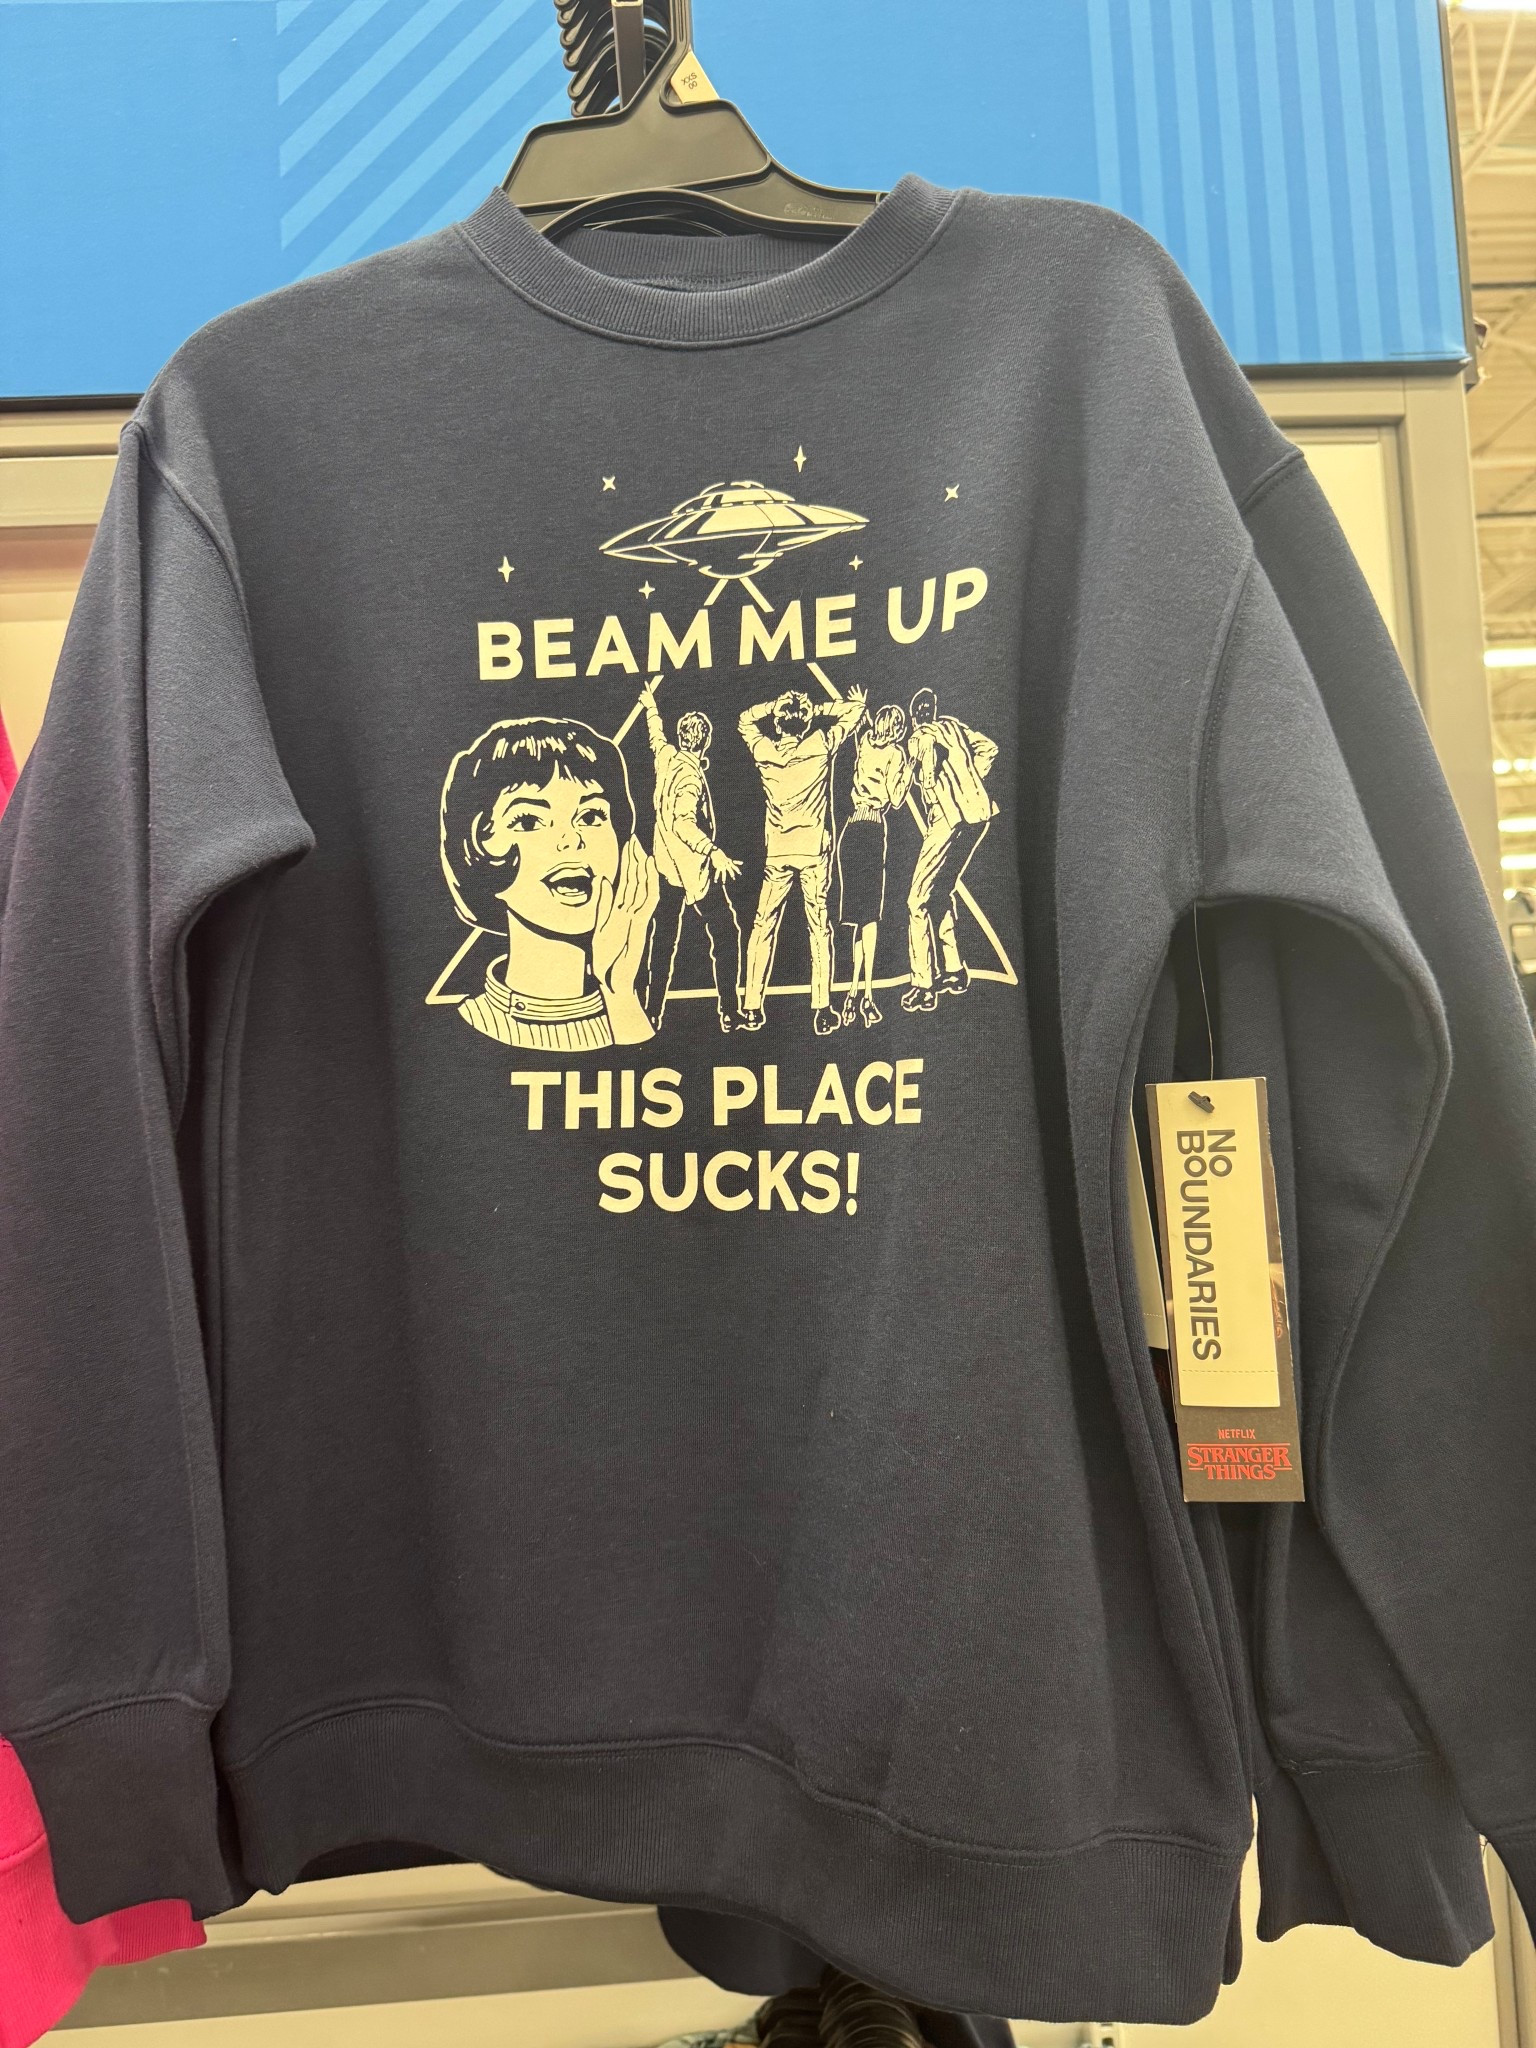 XXS
00
BEAM ME UP
THIS PLACE
SUCKS!
NO
BOUNDARIES
NETFLIX
STRANGER
THINGS